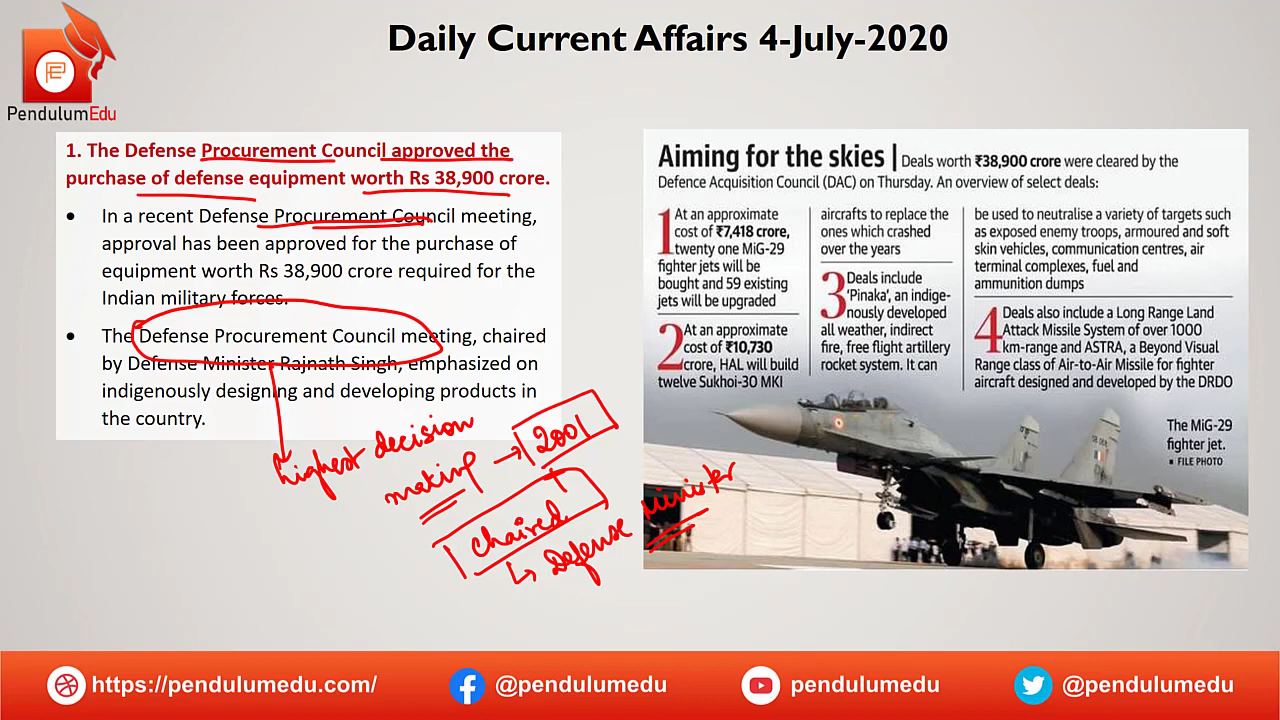 Daily Current Affairs 4-July-2020
PendulumEdu
1. The Defense Procurement Council approved the
purchase of defense equipment worth Rs 38,900 crore.
• In a recent Defense Procurement Council meeting,
approval has been approved for the purchase of
equipment worth Rs 38,900 crore required for the
Indian military forces.
• The Defense Procurement Council meeting, chaired
by Defense Minister Rajnath Singh, emphasized on
indigenously designing and developing products in
the country.
highest decision
making → 2001
chaired
↳ Defense minister
Aiming for the skies | Deals worth ₹38,900 crore were cleared by the
Defence Acquisition Council (DAC) on Thursday. An overview of select deals:
1 At an approximate
cost of ₹7,418 crore,
twenty one MiG-29
fighter jets will be
bought and 59 existing
jets will be upgraded
2 At an approximate
cost of ₹10,730
crore, HAL will build
twelve Sukhoi-30 MKI
aircrafts to replace the
ones which crashed
over the years
3 Deals include
'Pinaka', an indige-
nously developed
all weather, indirect
fire, free flight artillery
rocket system. It can
be used to neutralise a variety of targets such
as exposed enemy troops, armoured and soft
skin vehicles, communication centres, air
terminal complexes, fuel and
ammunition dumps
4 Deals also include a Long Range Land
Attack Missile System of over 1000
km-range and ASTRA, a Beyond Visual
Range class of Air-to-Air Missile for fighter
aircraft designed and developed by the DRDO
The MiG-29
fighter jet.
■ FILE PHOTO
https://pendulumedu.com/
@pendulumedu
pendulumedu
@pendulumedu